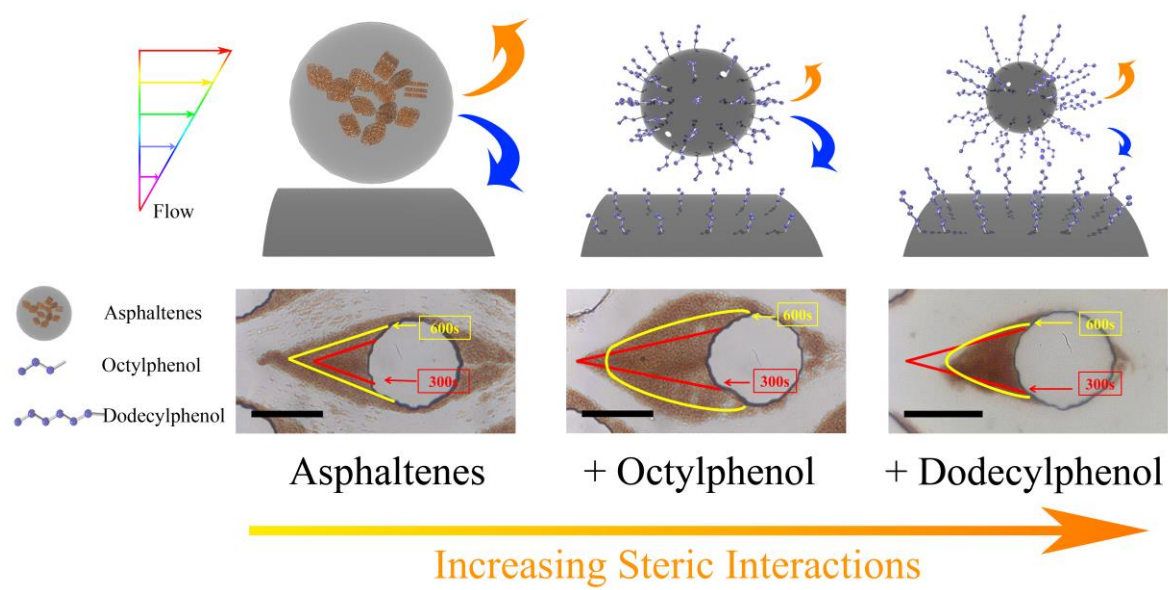 Flow
Asphaltenes
Octylphenol
Dodecylphenol
600s
300s
600s
300s
600s
300s
Asphaltenes
+ Octylphenol
+ Dodecylphenol
Increasing Steric Interactions